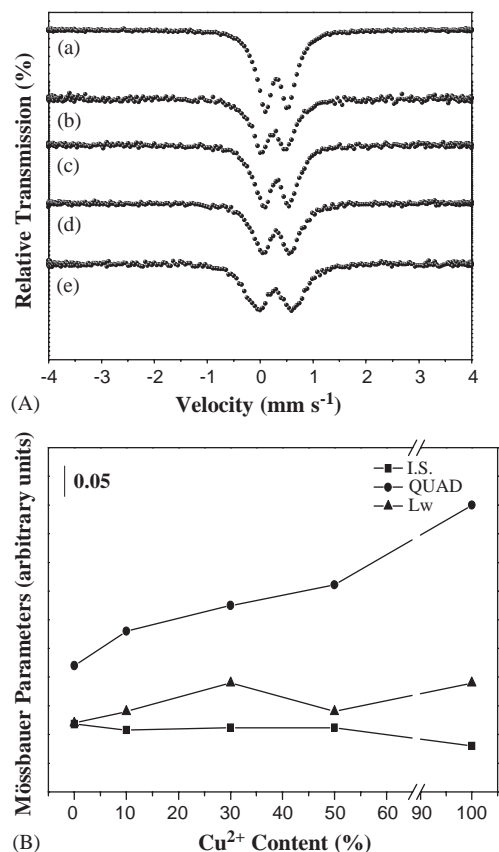 Relative Transmission (%)
(a)
(b)
(c)
(d)
(e)
-4 -3 -2 -1 0 1 2 3 4
(A)
Velocity (mm s-1)
Mössbauer Parameters (arbitrary units)
0.05
I.S.
QUAD
Lw
0 10 20 30 40 50 60 90 100
(B)
Cu2+ Content (%)